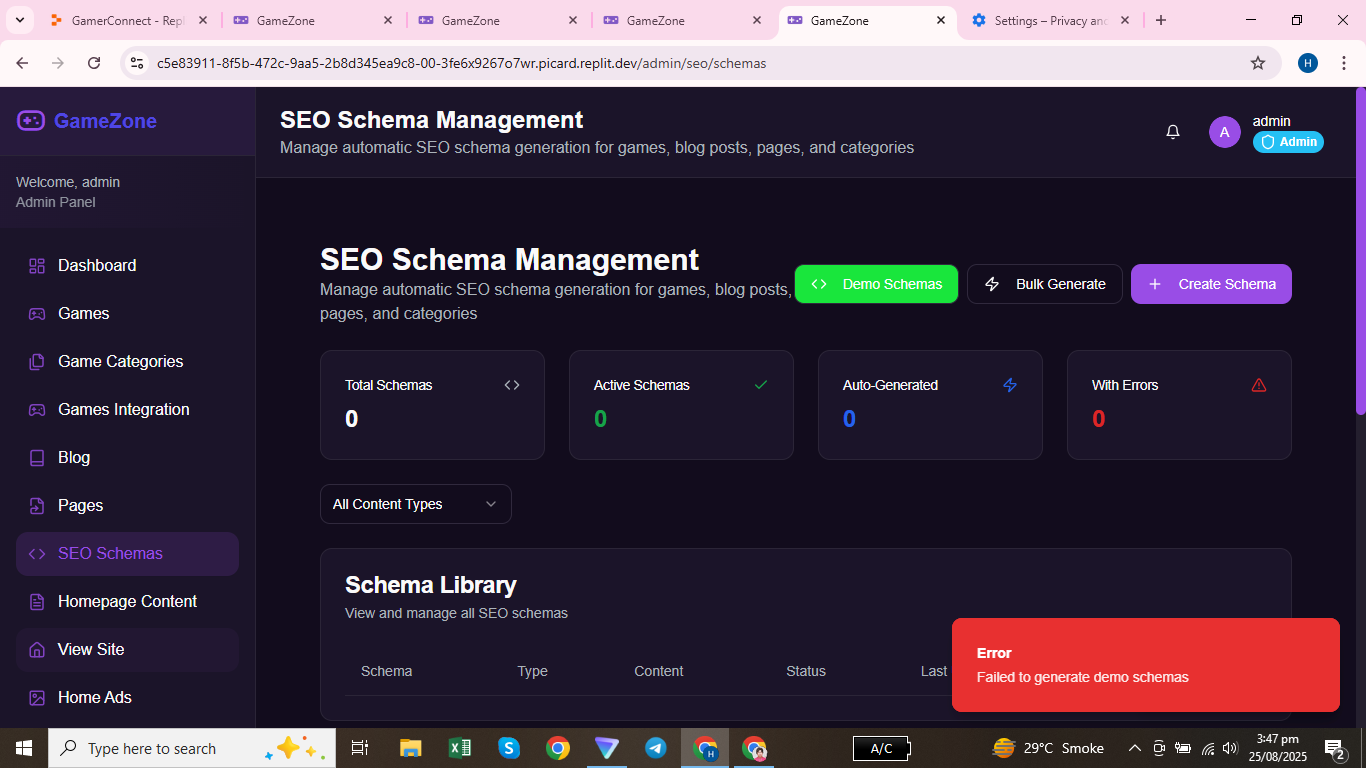 GamerConnect - Repl
GameZone
GameZone
GameZone
GameZone
Settings – Privacy and
c5e83911-8f5b-472c-9aa5-2b8d345ea9c8-00-3fe6x9267o7wr.picard.replit.dev/admin/seo/schemas
H
GameZone
Welcome, admin
Admin Panel
Dashboard
Games
Game Categories
Games Integration
Blog
Pages
SEO Schemas
Homepage Content
View Site
Home Ads
SEO Schema Management
Manage automatic SEO schema generation for games, blog posts, pages, and categories
A
admin
Admin
SEO Schema Management
Manage automatic SEO schema generation for games, blog posts,
pages, and categories
Demo Schemas
Bulk Generate
Create Schema
Total Schemas
0
Active Schemas
0
Auto-Generated
0
With Errors
0
All Content Types
Schema Library
View and manage all SEO schemas
Schema Type Content Status Last
Error
Failed to generate demo schemas
Type here to search
A/C
29°C Smoke
3:47 pm
25/08/2025
2